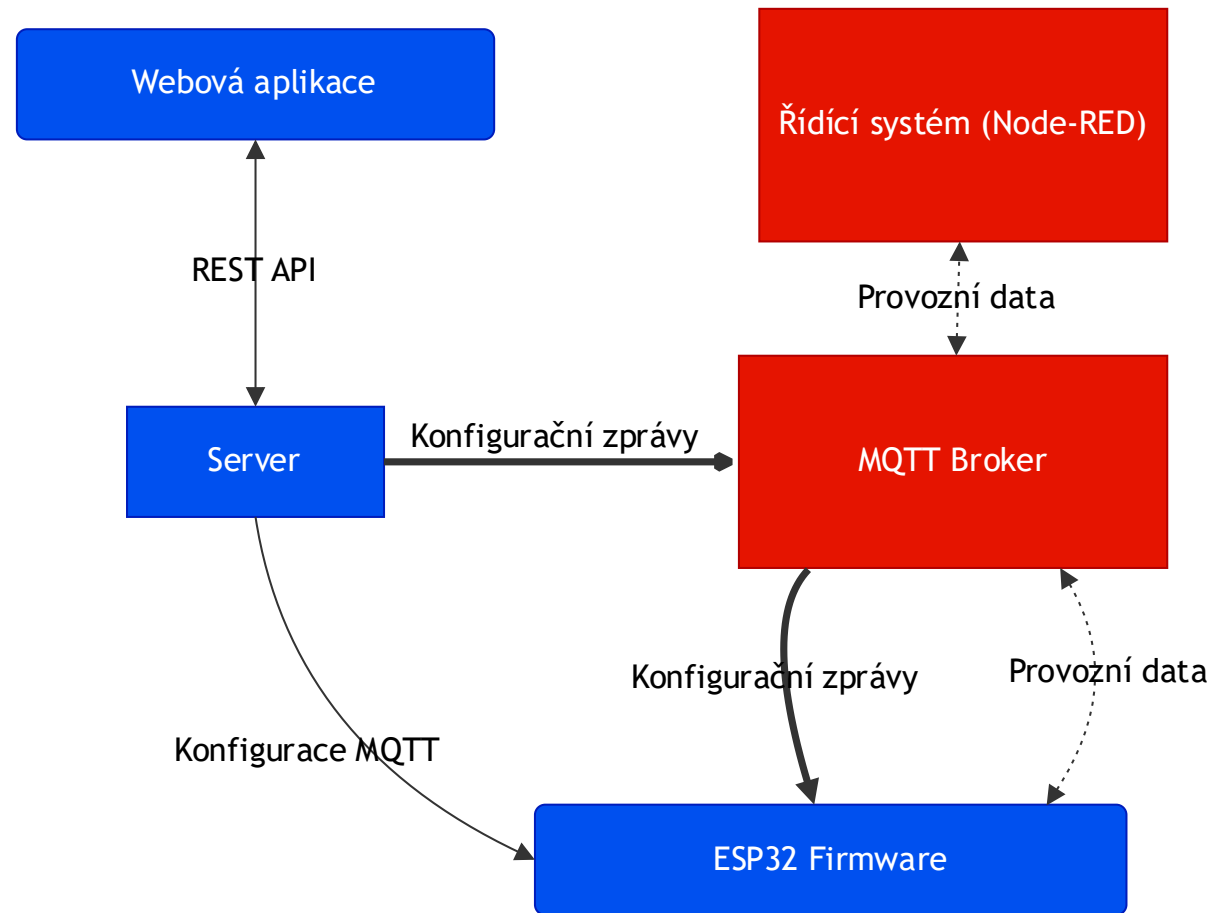 Webová aplikace
Řídící systém (Node-RED)
REST API
Provozní data
Server
Konfigurační zprávy
MQTT Broker
Konfigurační zprávy
Provozní data
Konfigurace MQTT
ESP32 Firmware